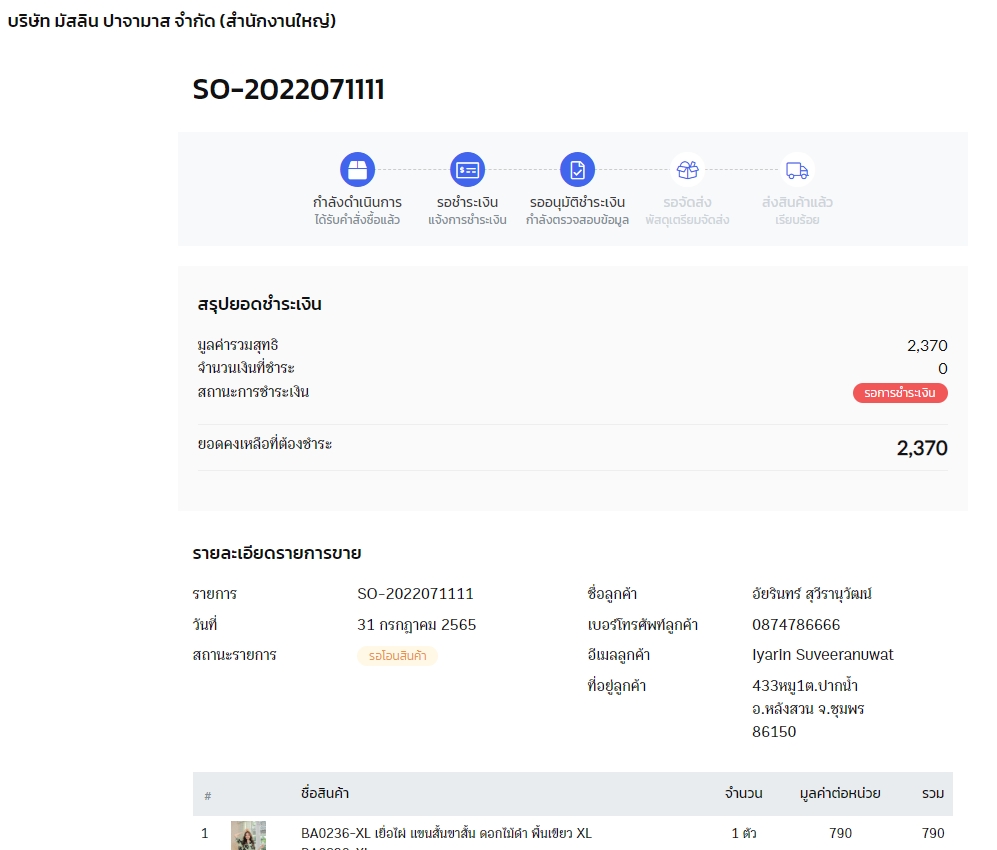 บริษัท มัสลิน ปาจามาส จำกัด (สำนักงานใหญ่)
SO-2022071111
กำลังดำเนินการ รอชำระเงิน รออนุมัติชำระเงิน รอจัดส่ง ส่งสินค้าแล้ว
ได้รับคำสั่งซื้อแล้ว แจ้งการชำระเงิน กำลังตรวจสอบข้อมูล พัสดุเตรียมจัดส่ง เรียบร้อย
สรุปยอดชำระเงิน
มูลค่ารวมสุทธิ 2,370
จำนวนเงินที่ชำระ 0
สถานะการชำระเงิน รอการชำระเงิน
ยอดคงเหลือที่ต้องชำระ 2,370
รายละเอียดรายการขาย
รายการ SO-2022071111 ชื่อลูกค้า อัยรินทร์ สุวีรานุวัฒน์
วันที่ 31 กรกฎาคม 2565 เบอร์โทรศัพท์ลูกค้า 0874786666
สถานะรายการ รอโอนสินค้า อีเมลลูกค้า Iyarin Suveeranuwat
ที่อยู่ลูกค้า 433หมู1ต.ปากน้ำ
อ.หลังสวน จ.ชุมพร
86150
# ชื่อสินค้า จำนวน มูลค่าต่อหน่วย รวม
1 BA0236-XL เยื่อไผ่ แขนสั้นขาสั้น ดอกไม้ดำ พื้นเขียว XL 1 ตัว 790 790